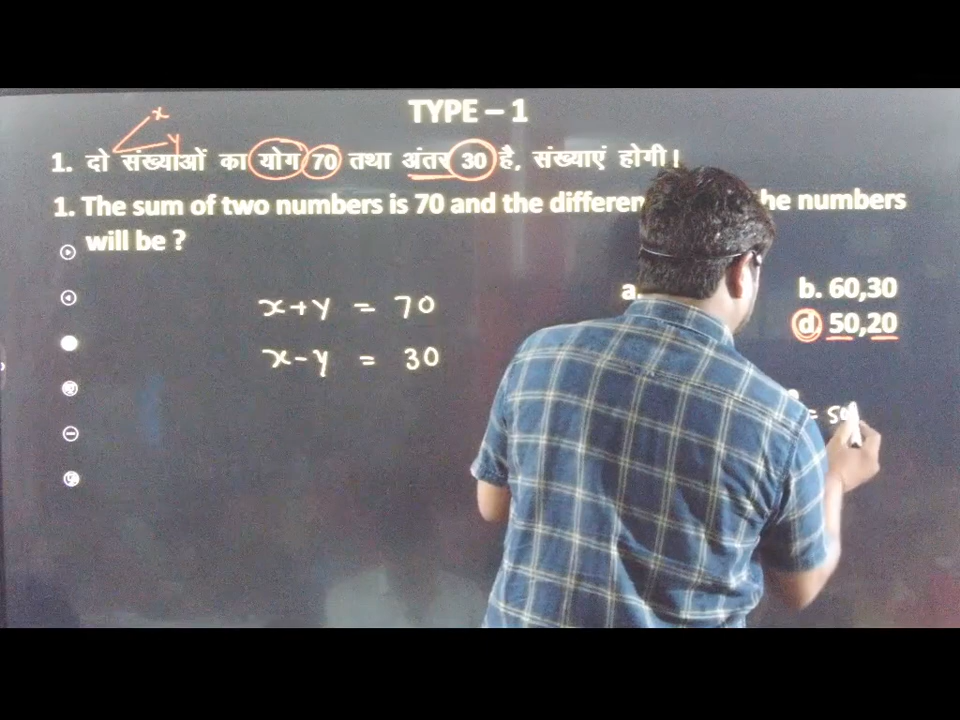 TYPE – 1
x
y
1. दो संख्याओं का योग 70 तथा अंतर 30 है, संख्याएं होगी।
1. The sum of two numbers is 70 and the he numbers
will be ?
x+y = 70
a. b. 60,30
d. 50,20
x-y = 30